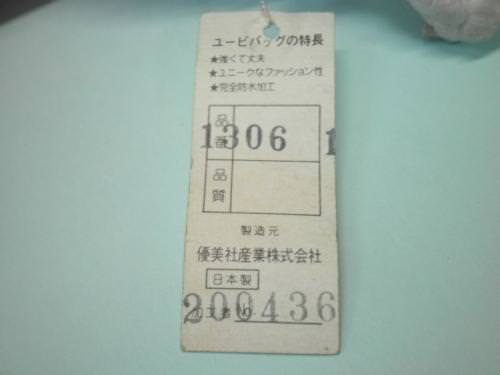 ユービバッグの特長
★強くて丈夫
★ユニークなファッション性
★完全防水加工
品番 1306 1
品質
製造元
優美社産業株式会社
日本製
200436
No.